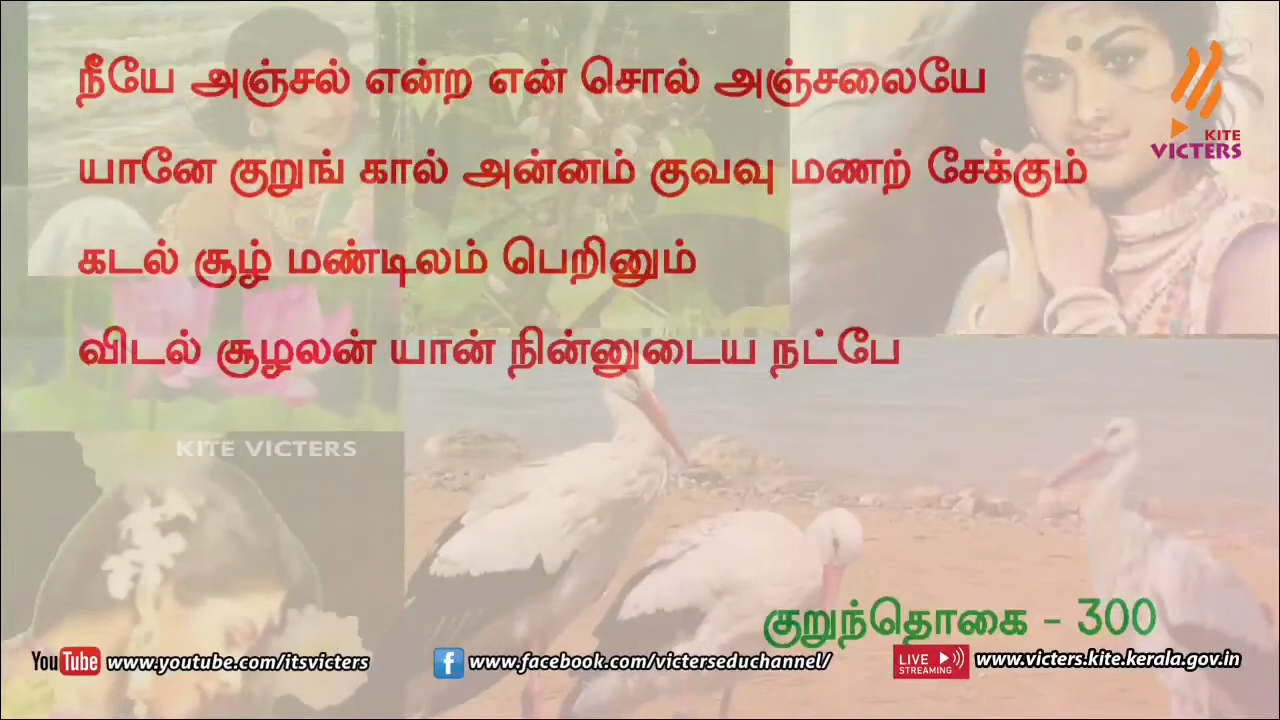 நீயே அஞ்சல் என்ற என் சொல் அஞ்சலையே
யானே குறுங் கால் அன்னம் குவவு மணற் சேக்கும்
கடல் சூழ் மண்டிலம் பெறினும்
விடல் சூழலன் யான் நின்னுடைய நட்பே
KITE
VICTERS
KITE VICTERS
குறுந்தொகை - 300
YouTube www.youtube.com/itsvicters
f www.facebook.com/victerseduchannel/
LIVE STREAMING www.victers.kite.kerala.gov.in